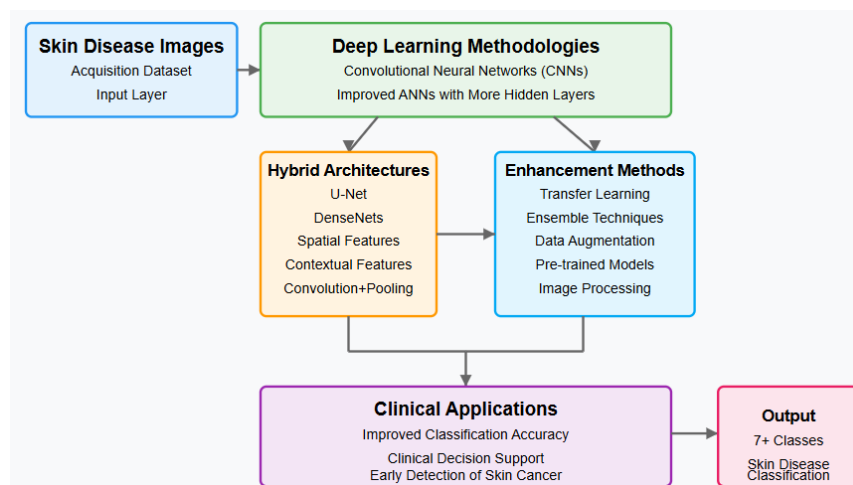 Skin Disease Images
Acquisition Dataset
Input Layer
Deep Learning Methodologies
Convolutional Neural Networks (CNNs)
Improved ANNs with More Hidden Layers
Hybrid Architectures
U-Net
DenseNets
Spatial Features
Contextual Features
Convolution+Pooling
Enhancement Methods
Transfer Learning
Ensemble Techniques
Data Augmentation
Pre-trained Models
Image Processing
Clinical Applications
Improved Classification Accuracy
Clinical Decision Support
Early Detection of Skin Cancer
Output
7+ Classes
Skin Disease
Classification